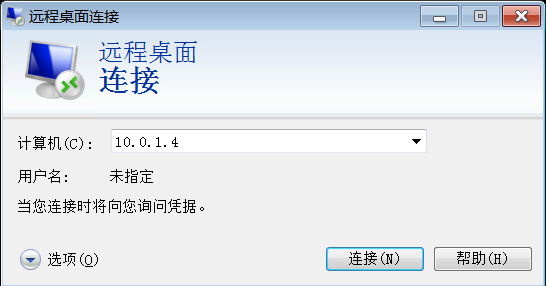 远程桌面连接
远程桌面
连接
计算机(C): 10.0.1.4
用户名: 未指定
当您连接时将向您询问凭据。
选项(O) 连接(N) 帮助(H)